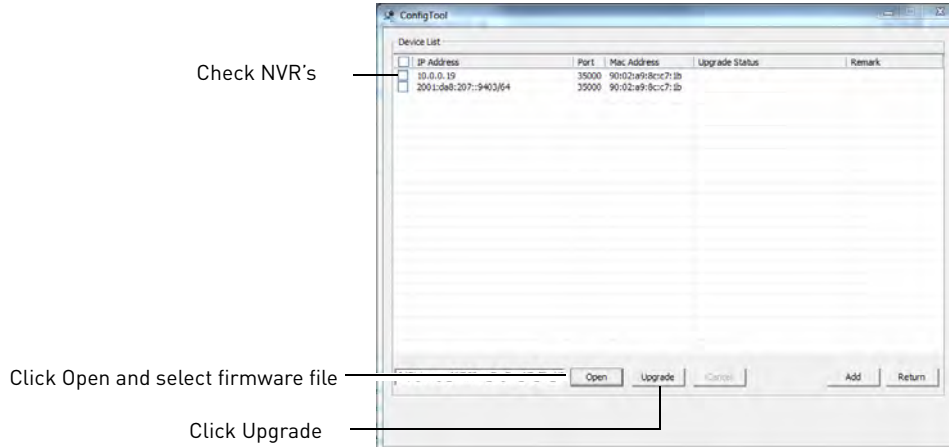 ConfigTool
Device List
IP Address Port Mac Address Upgrade Status Remark
Check NVR's
10.0.0.19 35000 90:02:a9:8c:c7:1b
2001:da8:207::9403/64 35000 90:02:a9:8c:c7:1b
Click Open and select firmware file
Open Upgrade Cancel Add Return
Click Upgrade